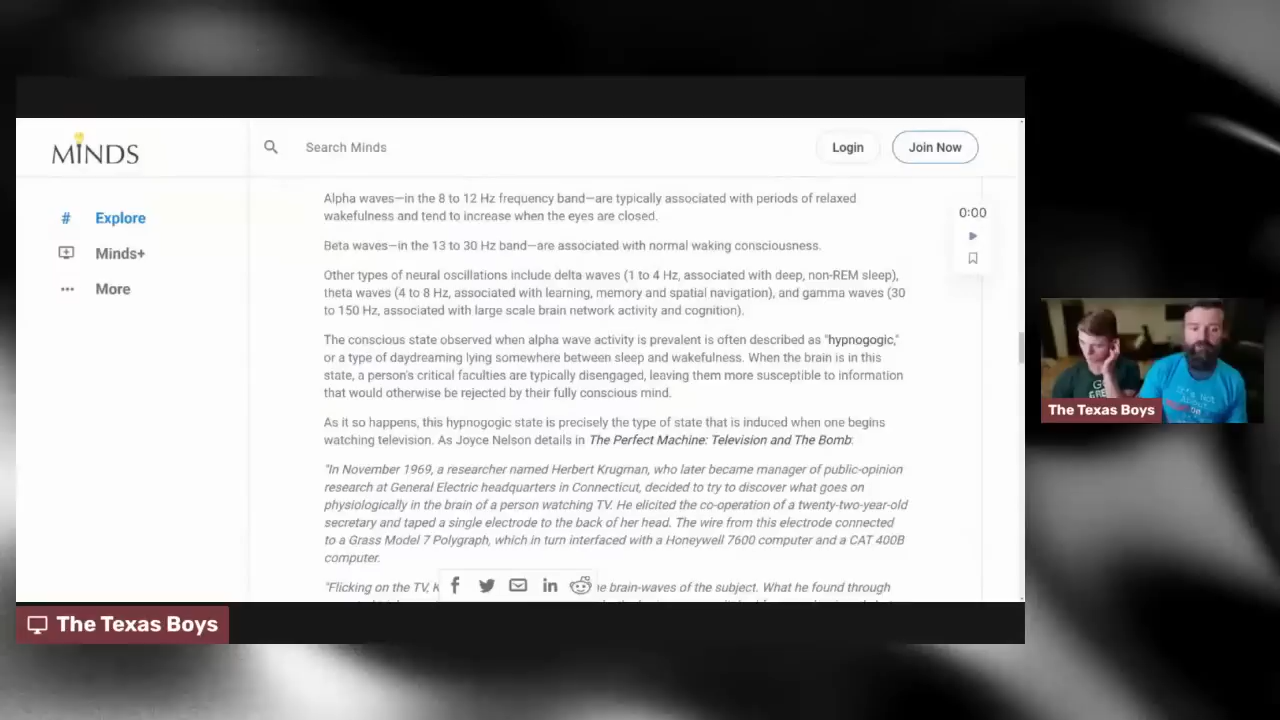 MINDS
Search Minds
Login
Join Now
# Explore
Minds+
More
0:00
Alpha waves—in the 8 to 12 Hz frequency band—are typically associated with periods of relaxed
wakefulness and tend to increase when the eyes are closed.
Beta waves—in the 13 to 30 Hz band—are associated with normal waking consciousness.
Other types of neural oscillations include delta waves (1 to 4 Hz, associated with deep, non-REM sleep),
theta waves (4 to 8 Hz, associated with learning, memory and spatial navigation), and gamma waves (30
to 150 Hz, associated with large scale brain network activity and cognition).
The conscious state observed when alpha wave activity is prevalent is often described as "hypnogogic,"
or a type of daydreaming lying somewhere between sleep and wakefulness. When the brain is in this
state, a person's critical faculties are typically disengaged, leaving them more susceptible to information
that would otherwise be rejected by their fully conscious mind.
As it so happens, this hypnogogic state is precisely the type of state that is induced when one begins
watching television. As Joyce Nelson details in The Perfect Machine: Television and The Bomb:
"In November 1969, a researcher named Herbert Krugman, who later became manager of public-opinion
research at General Electric headquarters in Connecticut, decided to try to discover what goes on
physiologically in the brain of a person watching TV. He elicited the co-operation of a twenty-two-year-old
secretary and taped a single electrode to the back of her head. The wire from this electrode connected
to a Grass Model 7 Polygraph, which in turn interfaced with a Honeywell 7600 computer and a CAT 400B
computer.
"Flicking on the TV, K
brain-waves of the subject. What he found through
The Texas Boys
The Texas Boys